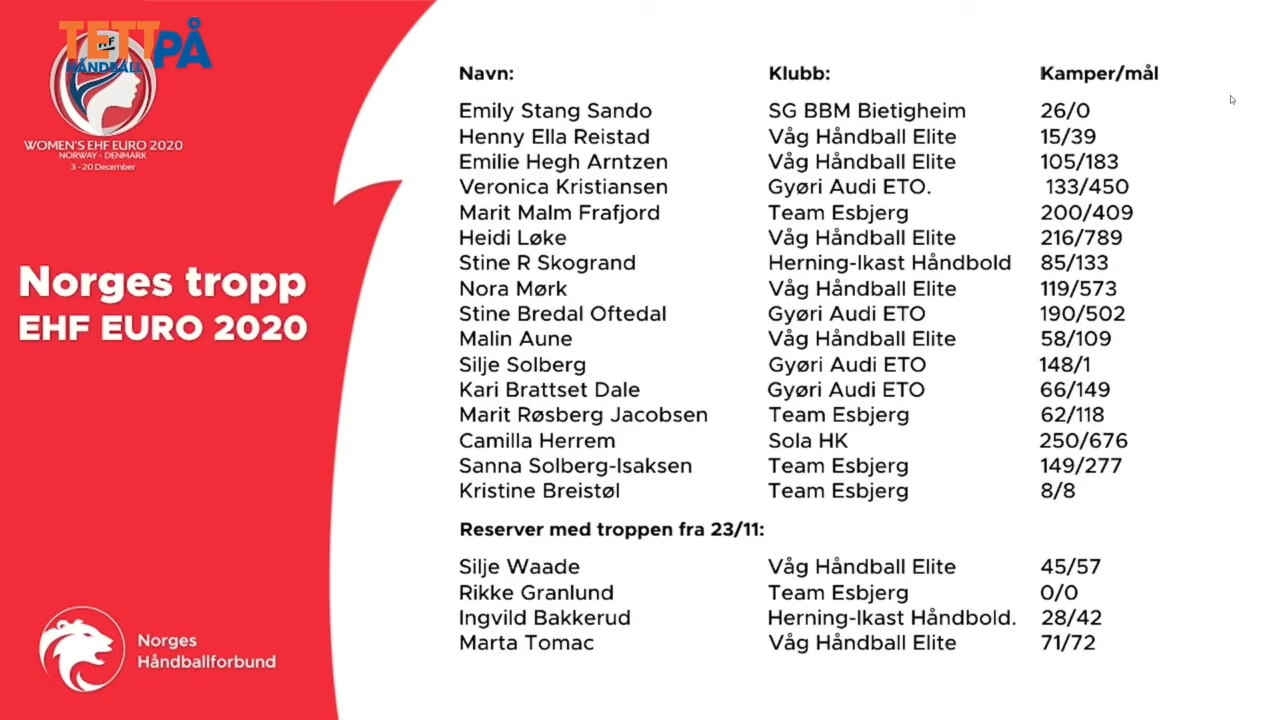 TETT PÅ
HÅNDBALL
EHF
WOMEN'S EHF EURO 2020
NORWAY - DENMARK
3 - 20 December
Norges tropp
EHF EURO 2020
Norges
Håndballforbund
Navn: Klubb: Kamper/mål
Emily Stang Sando SG BBM Bietigheim 26/0
Henny Ella Reistad Våg Håndball Elite 15/39
Emilie Hegh Arntzen Våg Håndball Elite 105/183
Veronica Kristiansen Gyøri Audi ETO. 133/450
Marit Malm Frafjord Team Esbjerg 200/409
Heidi Løke Våg Håndball Elite 216/789
Stine R Skogrand Herning-Ikast Håndbold 85/133
Nora Mørk Våg Håndball Elite 119/573
Stine Bredal Oftedal Gyøri Audi ETO 190/502
Malin Aune Våg Håndball Elite 58/109
Silje Solberg Gyøri Audi ETO 148/1
Kari Brattset Dale Gyøri Audi ETO 66/149
Marit Røsberg Jacobsen Team Esbjerg 62/118
Camilla Herrem Sola HK 250/676
Sanna Solberg-Isaksen Team Esbjerg 149/277
Kristine Breistøl Team Esbjerg 8/8
Reserver med troppen fra 23/11:
Silje Waade Våg Håndball Elite 45/57
Rikke Granlund Team Esbjerg 0/0
Ingvild Bakkerud Herning-Ikast Håndbold. 28/42
Marta Tomac Våg Håndball Elite 71/72